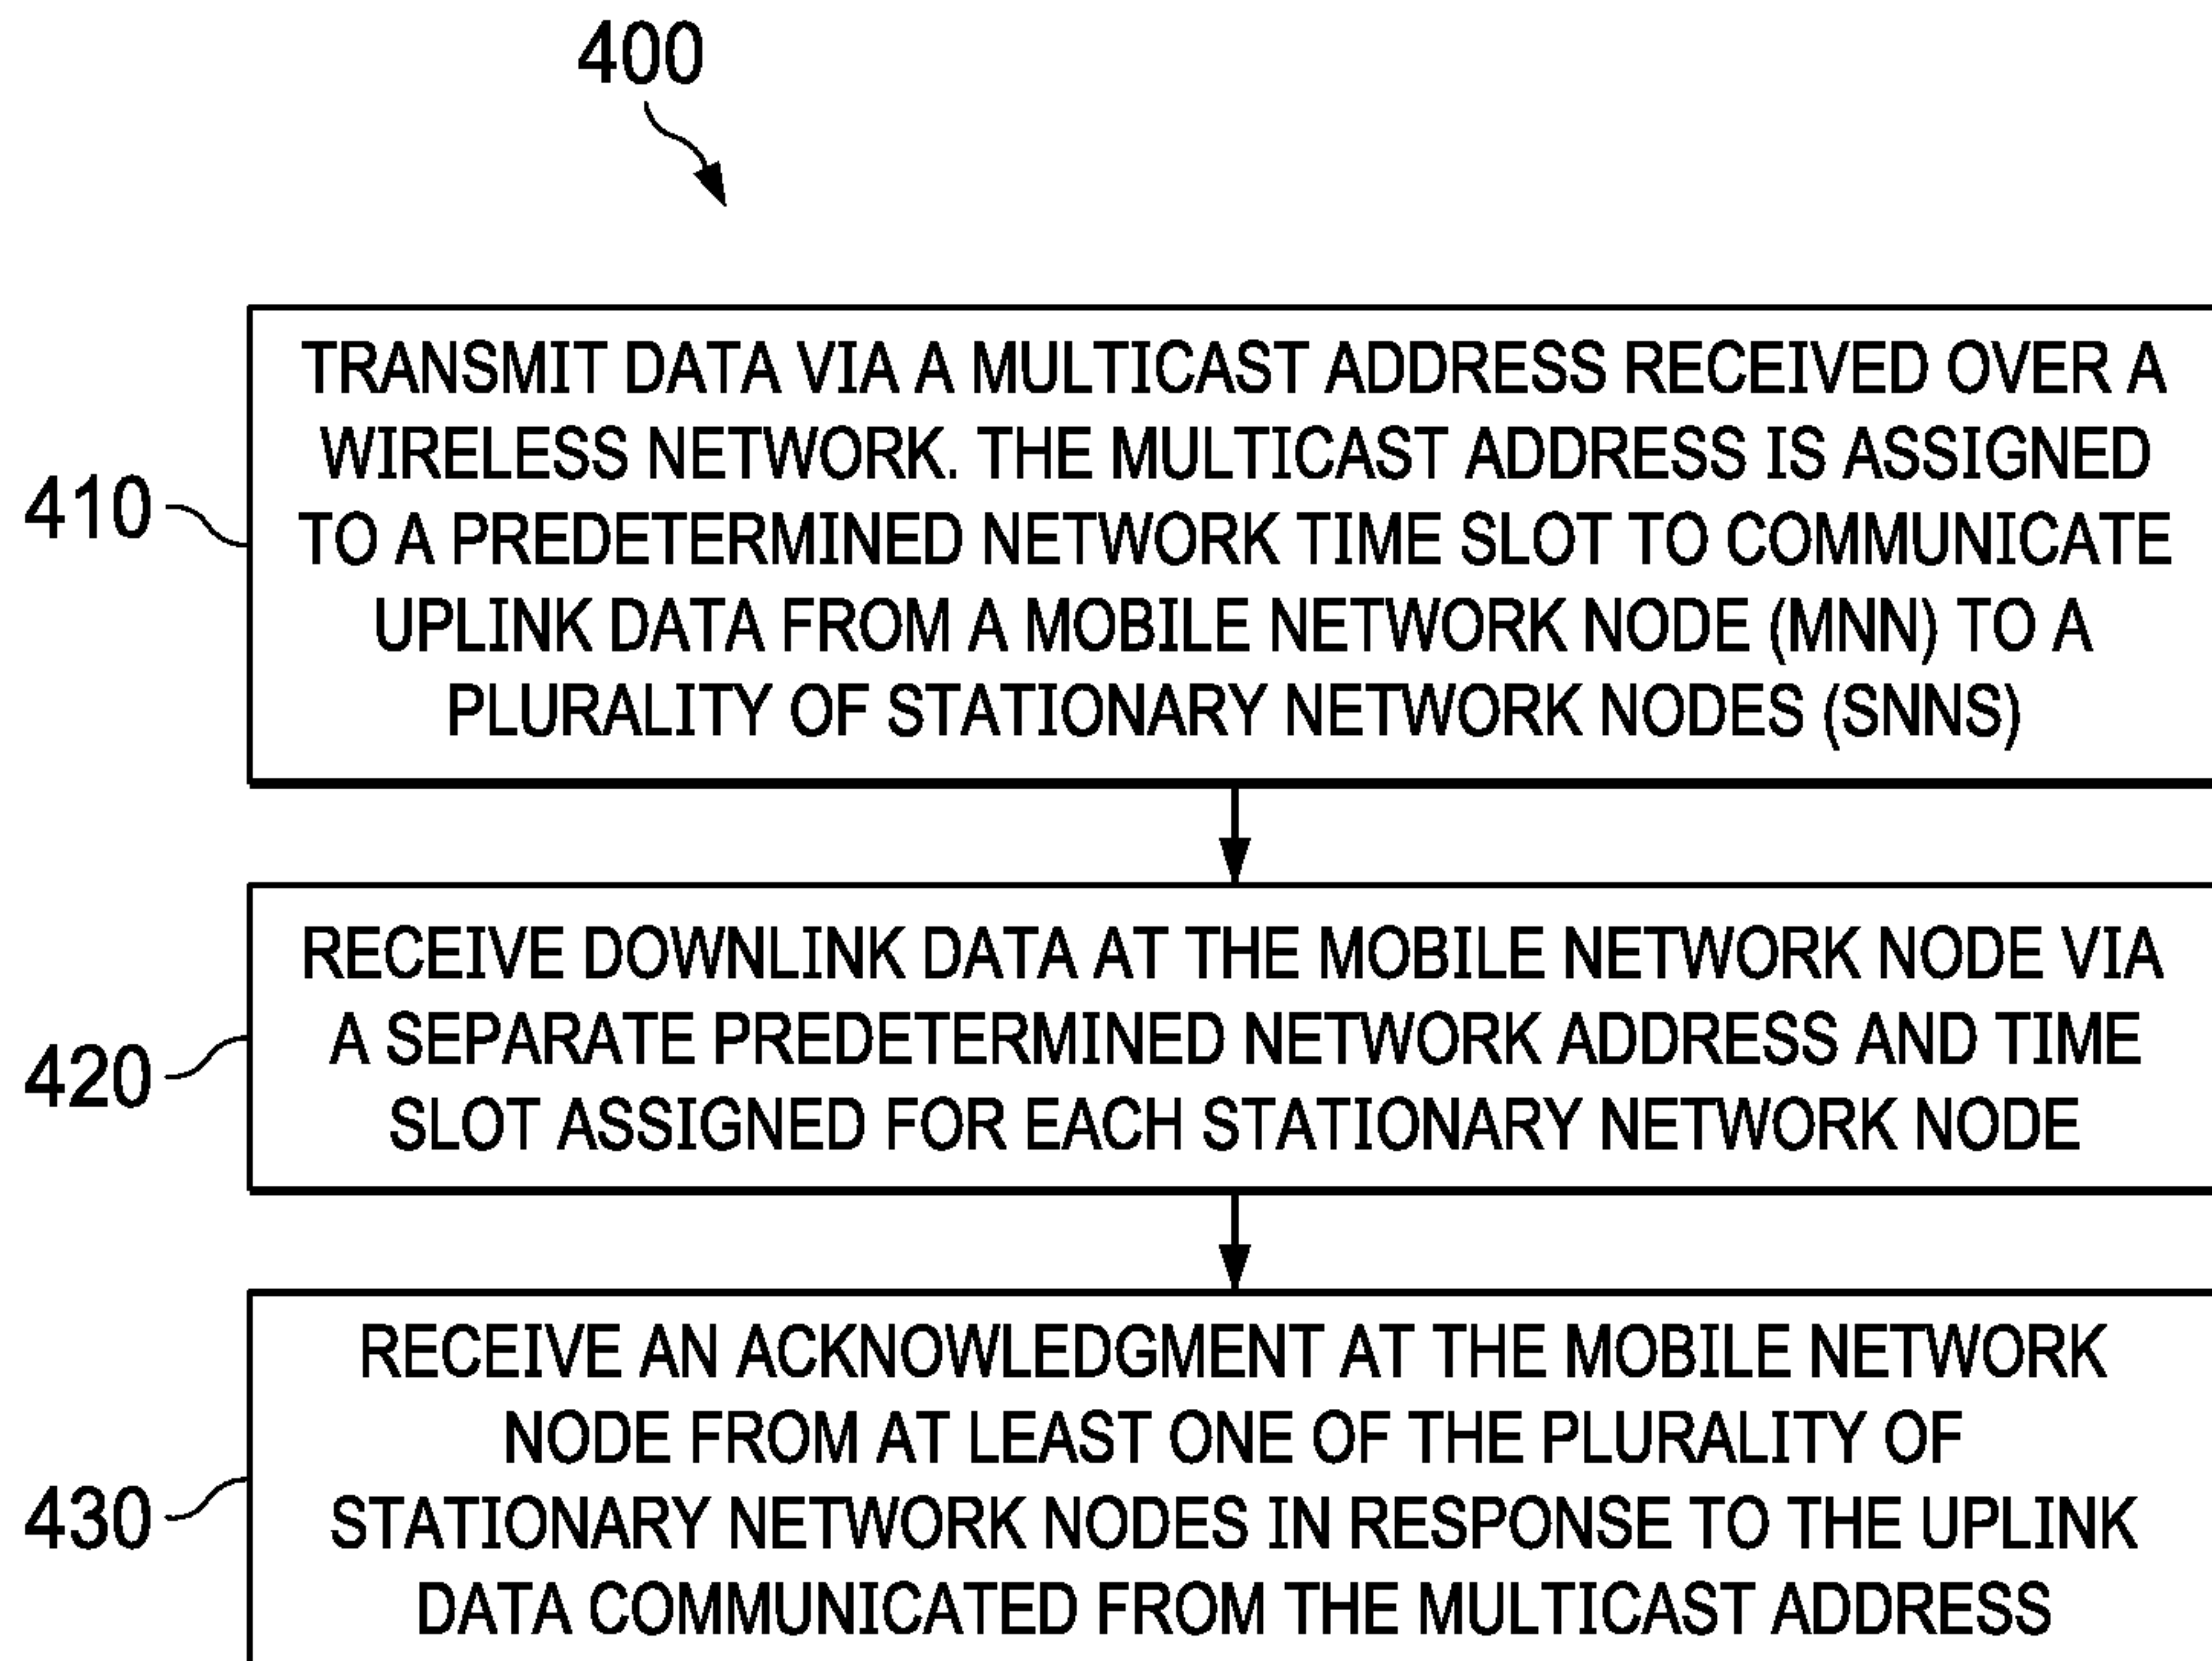 400
410
TRANSMIT DATA VIA A MULTICAST ADDRESS RECEIVED OVER A
WIRELESS NETWORK. THE MULTICAST ADDRESS IS ASSIGNED
TO A PREDETERMINED NETWORK TIME SLOT TO COMMUNICATE
UPLINK DATA FROM A MOBILE NETWORK NODE (MNN) TO A
PLURALITY OF STATIONARY NETWORK NODES (SNNS)
420
RECEIVE DOWNLINK DATA AT THE MOBILE NETWORK NODE VIA
A SEPARATE PREDETERMINED NETWORK ADDRESS AND TIME
SLOT ASSIGNED FOR EACH STATIONARY NETWORK NODE
430
RECEIVE AN ACKNOWLEDGMENT AT THE MOBILE NETWORK
NODE FROM AT LEAST ONE OF THE PLURALITY OF
STATIONARY NETWORK NODES IN RESPONSE TO THE UPLINK
DATA COMMUNICATED FROM THE MULTICAST ADDRESS